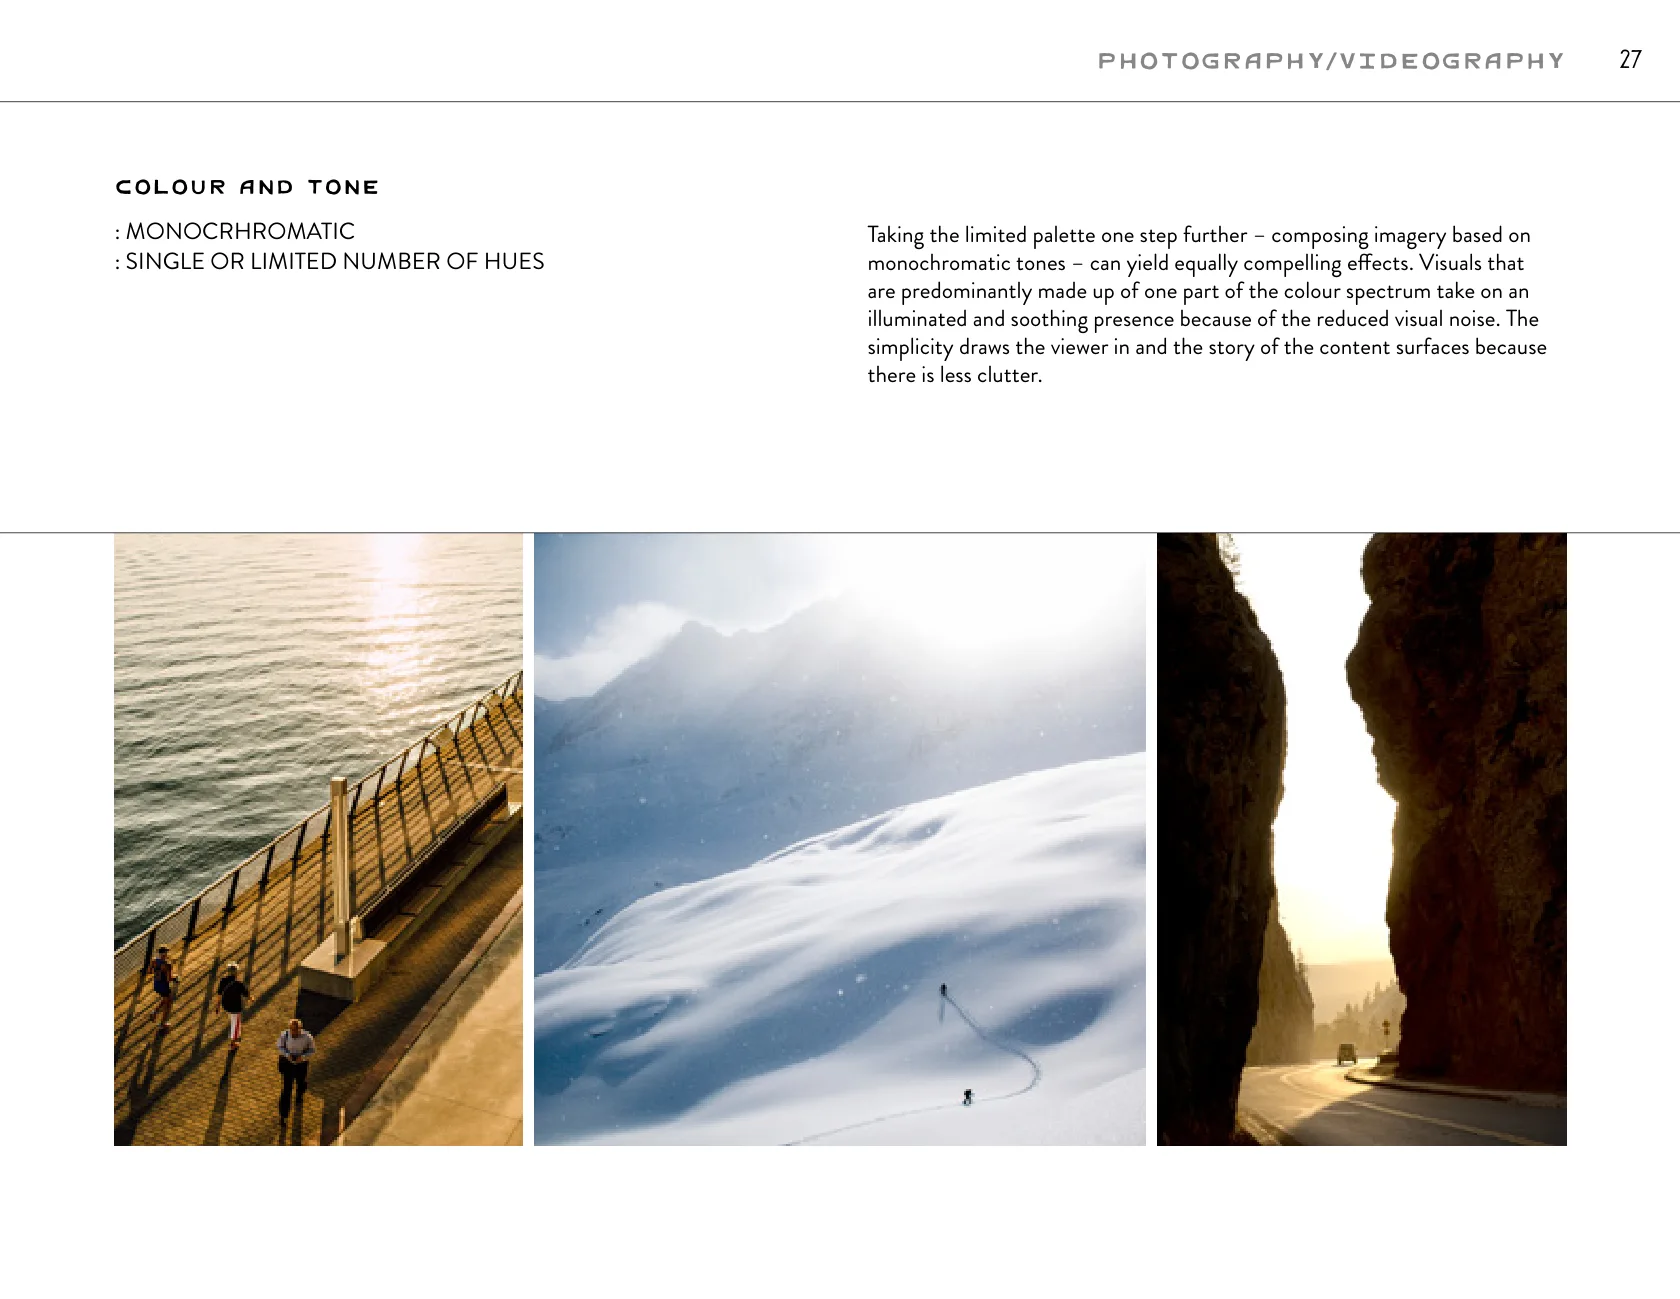 PHOTOGRAPHY/VIDEOGRAPHY 27
COLOUR AND TONE
: MONOCRHROMATIC
: SINGLE OR LIMITED NUMBER OF HUES
Taking the limited palette one step further – composing imagery based on
monochromatic tones – can yield equally compelling effects. Visuals that
are predominantly made up of one part of the colour spectrum take on an
illuminated and soothing presence because of the reduced visual noise. The
simplicity draws the viewer in and the story of the content surfaces because
there is less clutter.